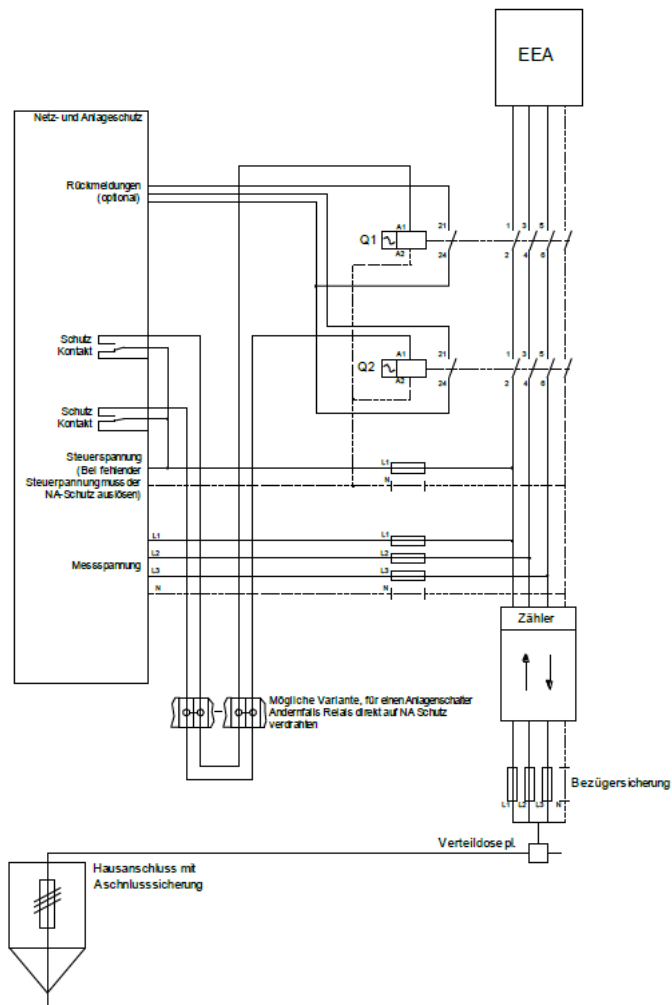 EEA
Netz- und Anlageschutz
Rückmeldungen
(optional)
A1
21
1
3
5
Q1
A2
24
2
4
6
A1
21
1
3
5
Schutz
Kontakt
Q2
A2
24
2
4
6
Schutz
Kontakt
Steuerspannung
(Bei fehlender
Steuerpannung muss der
NA-Schutz auslösen)
L1
N
L1
L1
L2
L2
Messspannung
L3
L3
N
N
Zähler
Mögliche Variante, für einen Anlagenschalter
Andernfalls Relais direkt auf NA Schutz
verdrahten
Bezügersicherung
L1
L2
L3
N
Verteildose pl.
Hausanschluss mit
Aschnlusssicherung